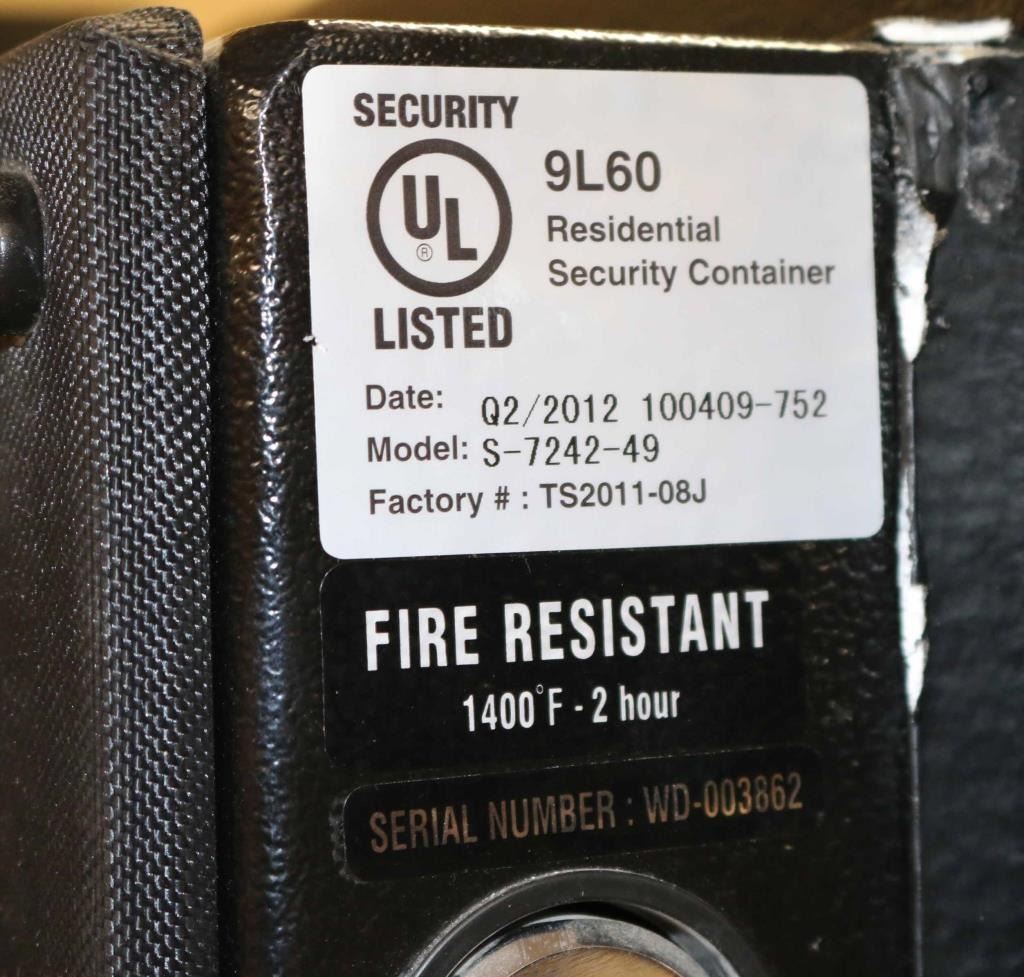 SECURITY
UL
®
LISTED
9L60
Residential
Security Container
Date: Q2/2012 100409-752
Model: S-7242-49
Factory # : TS2011-08J
FIRE RESISTANT
1400°F - 2 hour
SERIAL NUMBER : WD-003862